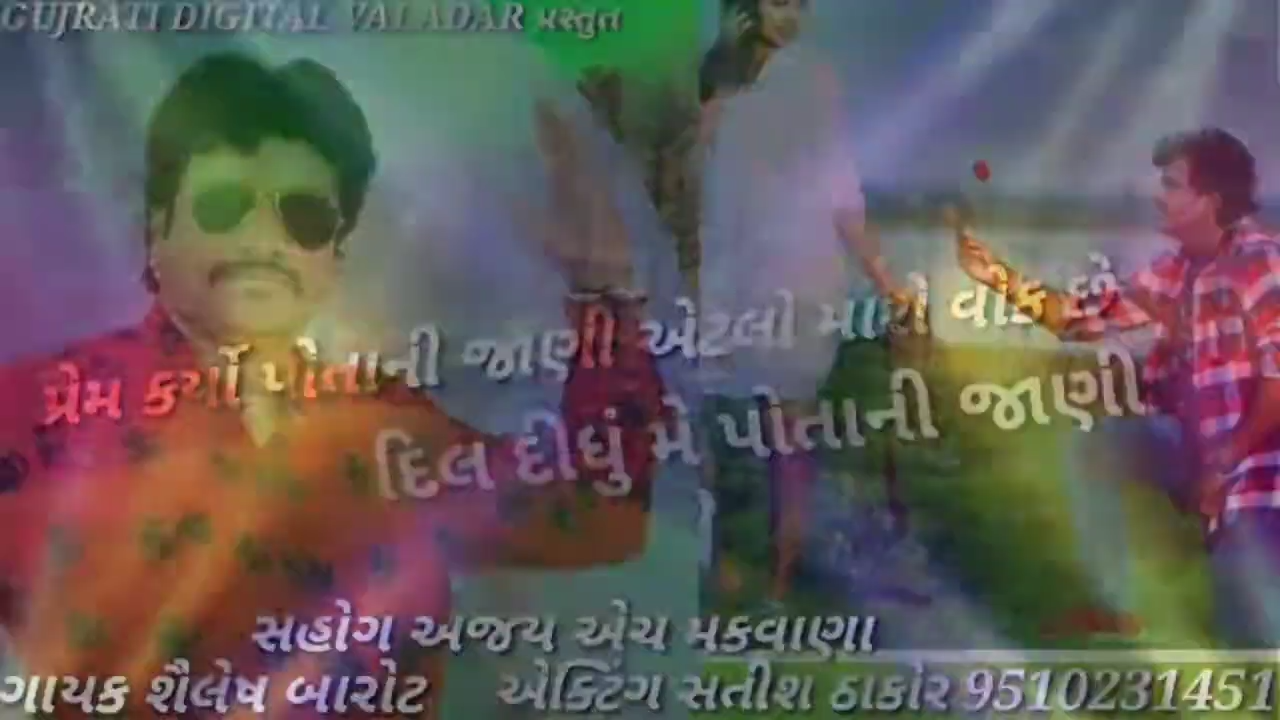 GUJRATI DIGITAL VALADAR પ્રસ્તુત
પ્રેમ કર્યો પોતાની જાણી એટલો મારો વાંક છે
દિલ દીધું મે પોતાની જાણી
સહોગ અજય એચ મકવાણા
ગાયક શૈલેષ બારોટ એક્ટિંગ સતીશ ઠાકોર 9510231451